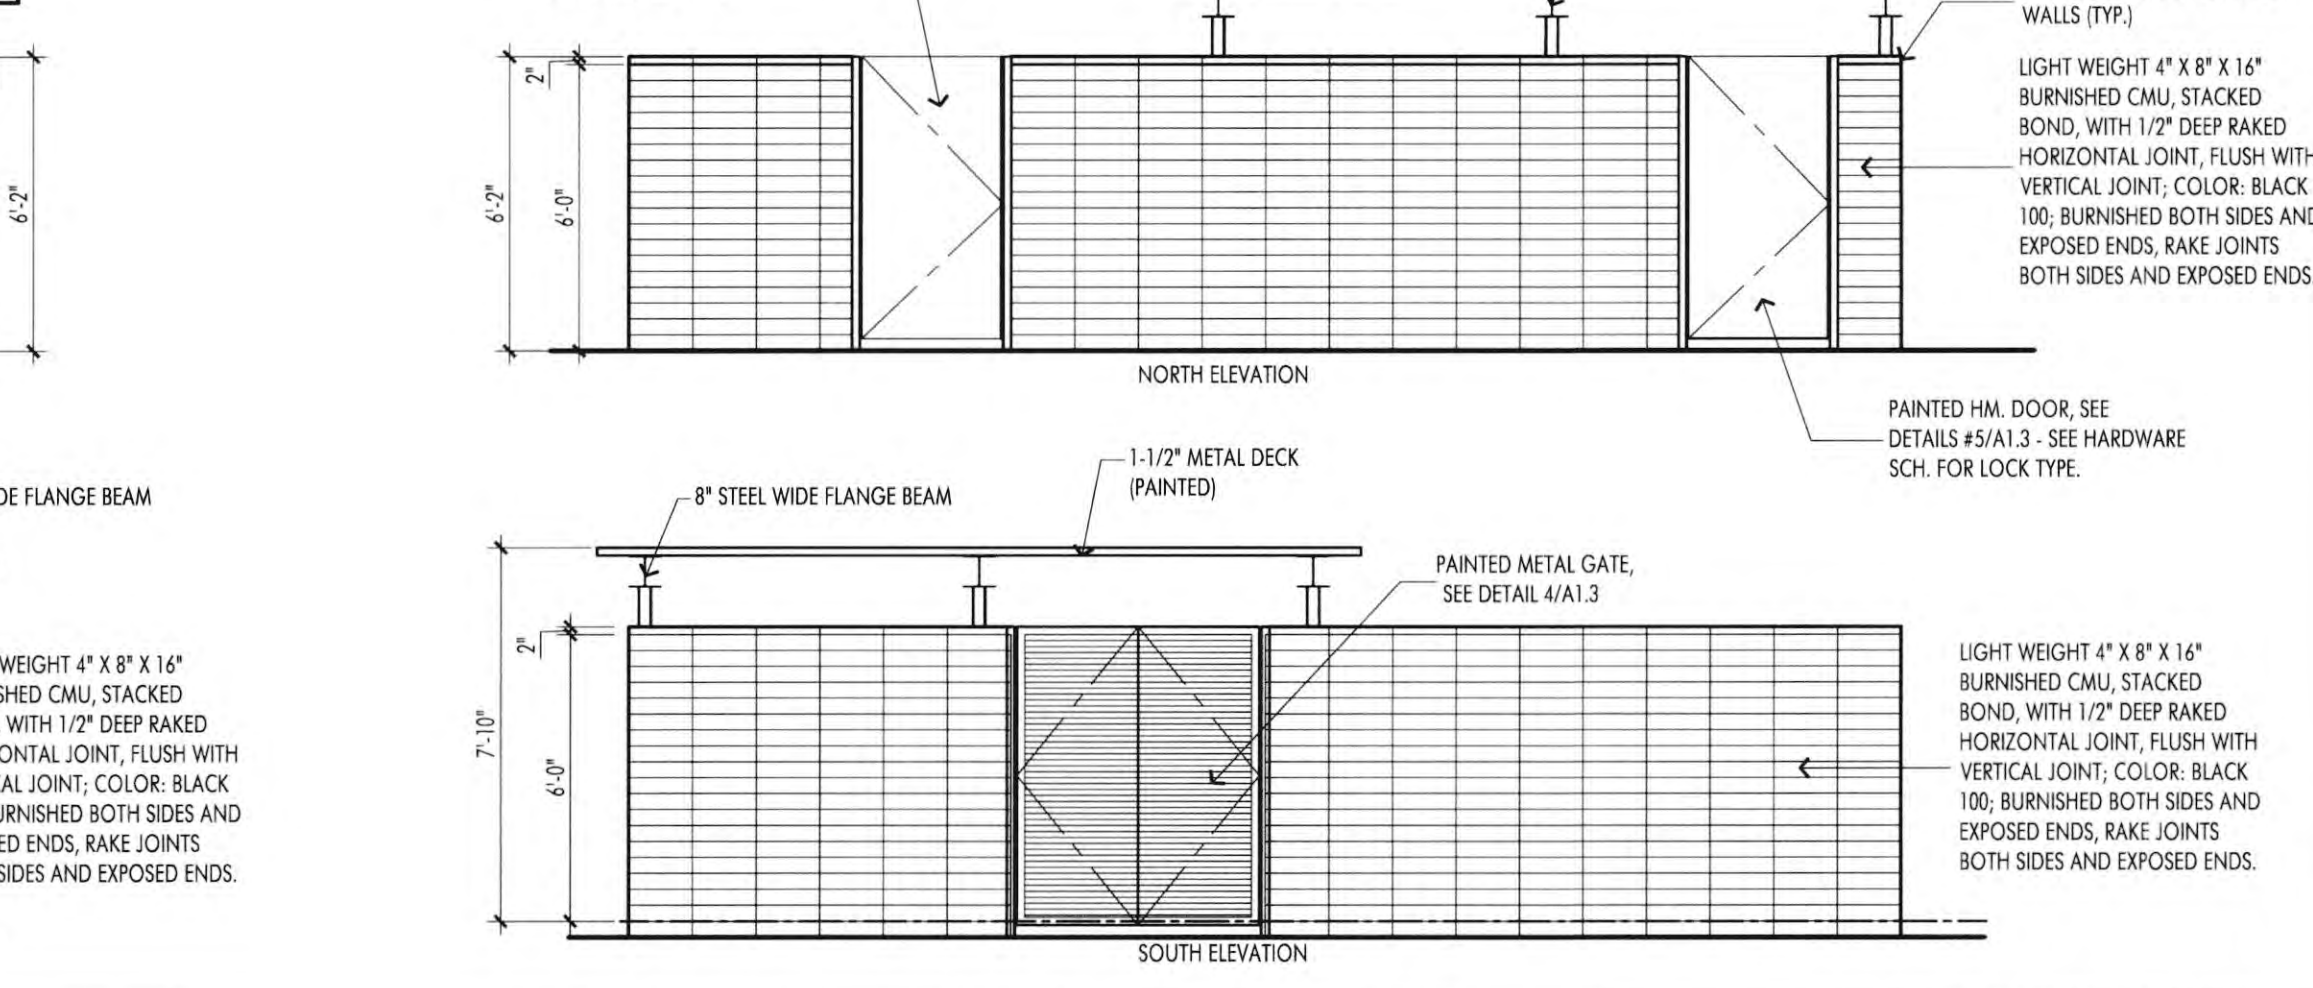 WALLS (TYP.)
LIGHT WEIGHT 4" X 8" X 16"
BURNISHED CMU, STACKED
BOND, WITH 1/2" DEEP RAKED
HORIZONTAL JOINT, FLUSH WITH
VERTICAL JOINT; COLOR: BLACK
100; BURNISHED BOTH SIDES AND
EXPOSED ENDS, RAKE JOINTS
BOTH SIDES AND EXPOSED ENDS.
6'-2"
6'-2"
2"
6'-0"
NORTH ELEVATION
PAINTED HM. DOOR, SEE
DETAILS #5/A1.3 - SEE HARDWARE
SCH. FOR LOCK TYPE.
DE FLANGE BEAM
8" STEEL WIDE FLANGE BEAM
1-1/2" METAL DECK
(PAINTED)
PAINTED METAL GATE,
SEE DETAIL 4/A1.3
7'-10"
2"
6'-0"
WEIGHT 4" X 8" X 16"
SHED CMU, STACKED
WITH 1/2" DEEP RAKED
ONTAL JOINT, FLUSH WITH
AL JOINT; COLOR: BLACK
URNISHED BOTH SIDES AND
ED ENDS, RAKE JOINTS
SIDES AND EXPOSED ENDS.
LIGHT WEIGHT 4" X 8" X 16"
BURNISHED CMU, STACKED
BOND, WITH 1/2" DEEP RAKED
HORIZONTAL JOINT, FLUSH WITH
VERTICAL JOINT; COLOR: BLACK
100; BURNISHED BOTH SIDES AND
EXPOSED ENDS, RAKE JOINTS
BOTH SIDES AND EXPOSED ENDS.
SOUTH ELEVATION